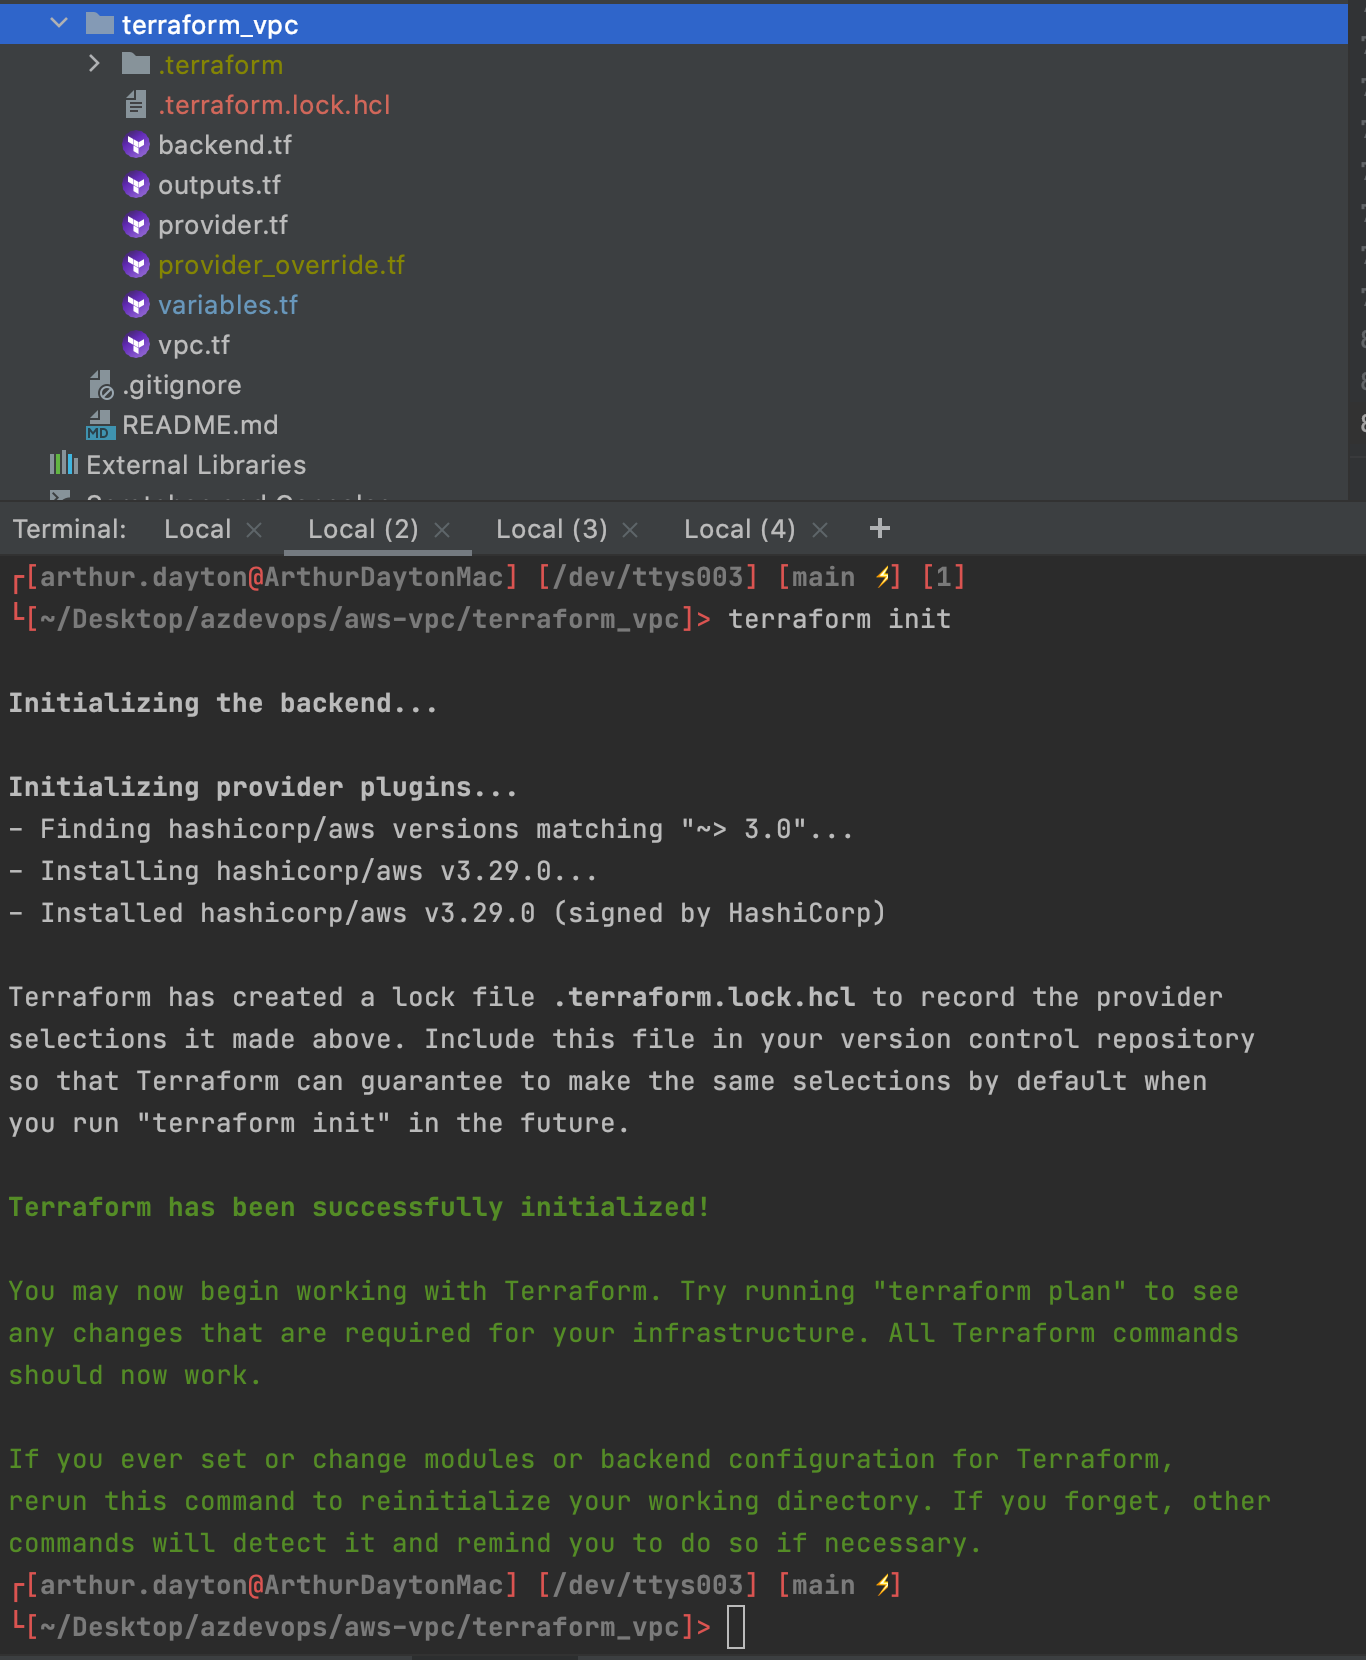 terraform_vpc
.terraform
.terraform.lock.hcl
backend.tf
outputs.tf
provider.tf
provider_override.tf
variables.tf
vpc.tf
.gitignore
MD README.md
External Libraries
Terminal: Local × Local (2) × Local (3) × Local (4) × +
┌[arthur.dayton@ArthurDaytonMac] [/dev/ttys003] [main ⚡] [1]
└[~/Desktop/azdevops/aws-vpc/terraform_vpc]> terraform init
Initializing the backend...
Initializing provider plugins...
- Finding hashicorp/aws versions matching "~> 3.0"...
- Installing hashicorp/aws v3.29.0...
- Installed hashicorp/aws v3.29.0 (signed by HashiCorp)
Terraform has created a lock file .terraform.lock.hcl to record the provider
selections it made above. Include this file in your version control repository
so that Terraform can guarantee to make the same selections by default when
you run "terraform init" in the future.
Terraform has been successfully initialized!
You may now begin working with Terraform. Try running "terraform plan" to see
any changes that are required for your infrastructure. All Terraform commands
should now work.
If you ever set or change modules or backend configuration for Terraform,
rerun this command to reinitialize your working directory. If you forget, other
commands will detect it and remind you to do so if necessary.
┌[arthur.dayton@ArthurDaytonMac] [/dev/ttys003] [main ⚡]
└[~/Desktop/azdevops/aws-vpc/terraform_vpc]>